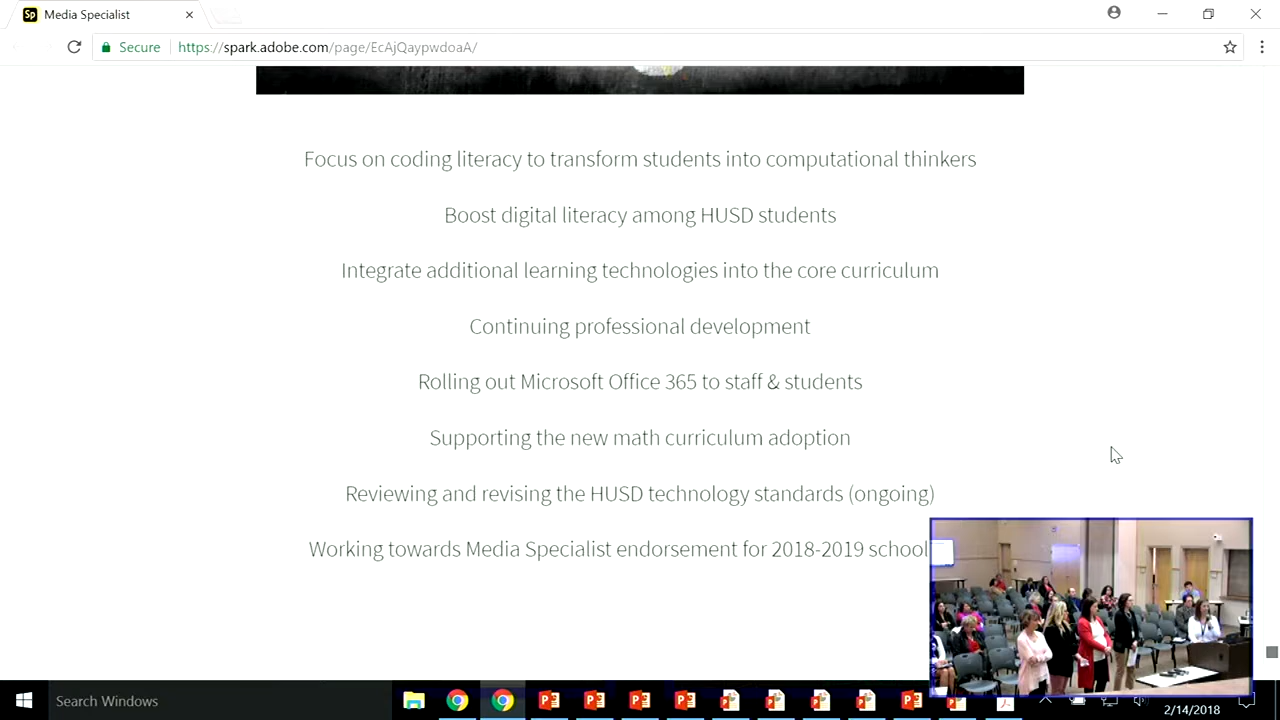 Media Specialist
Secure
https://spark.adobe.com/page/EcAjQaypwdoaA/
Focus on coding literacy to transform students into computational thinkers
Boost digital literacy among HUSD students
Integrate additional learning technologies into the core curriculum
Continuing professional development
Rolling out Microsoft Office 365 to staff & students
Supporting the new math curriculum adoption
Reviewing and revising the HUSD technology standards (ongoing)
Working towards Media Specialist endorsement for 2018-2019 school
Search Windows
2/14/2018